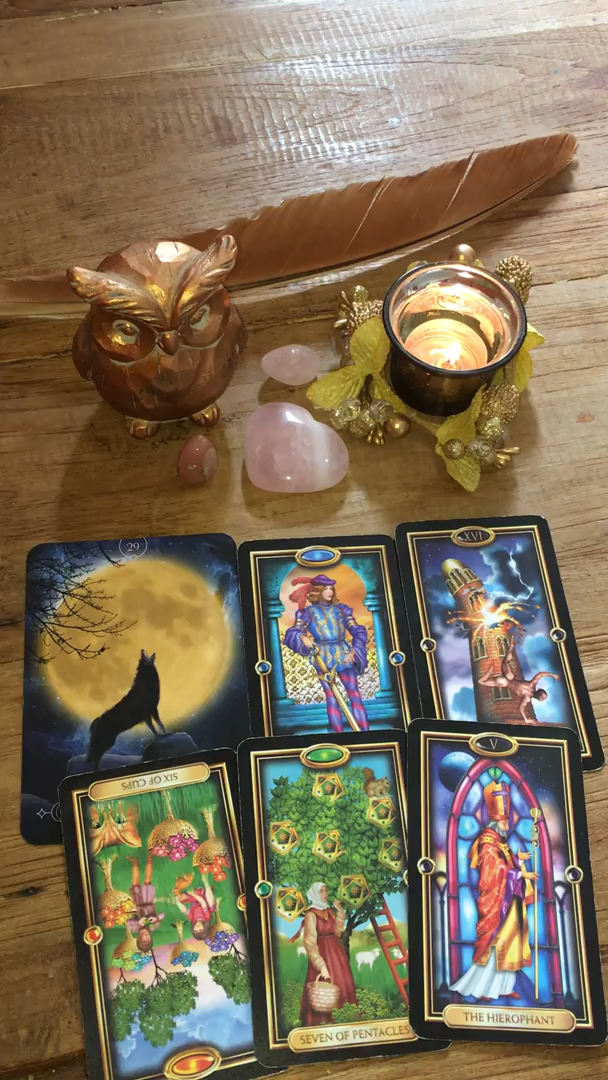 29
XVI
SIX OF CUPS
V
SEVEN OF PENTACLES
THE HIEROPHANT